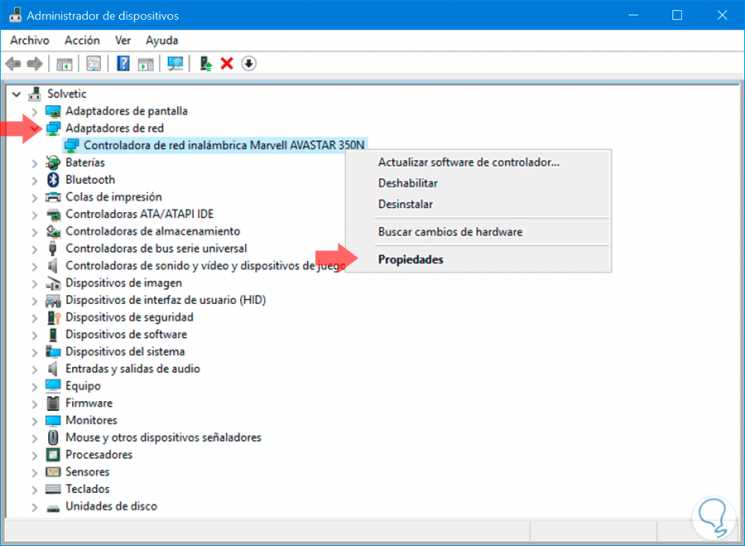 Administrador de dispositivos
Archivo Acción Ver Ayuda
Solvetic
Adaptadores de pantalla
Adaptadores de red
Controladora de red inalámbrica Marvell AVASTAR 350N
Baterías
Bluetooth
Colas de impresión
Controladoras ATA/ATAPI IDE
Controladoras de almacenamiento
Controladoras de bus serie universal
Controladoras de sonido y vídeo y dispositivos de juego
Dispositivos de imagen
Dispositivos de interfaz de usuario (HID)
Dispositivos de seguridad
Dispositivos de software
Dispositivos del sistema
Entradas y salidas de audio
Equipo
Firmware
Monitores
Mouse y otros dispositivos señaladores
Procesadores
Sensores
Teclados
Unidades de disco
Actualizar software de controlador...
Deshabilitar
Desinstalar
Buscar cambios de hardware
Propiedades